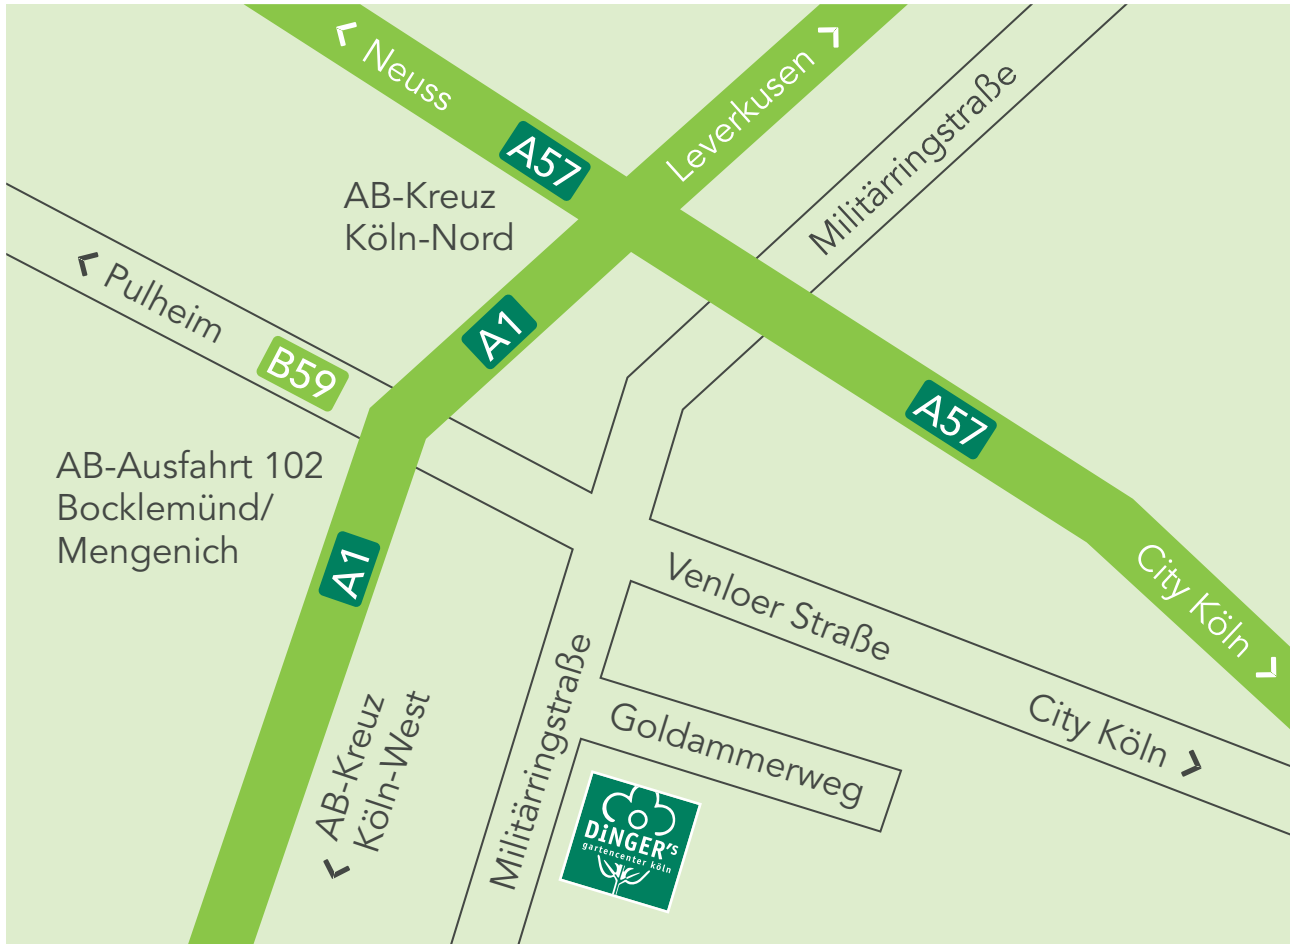 Neuss
Leverkusen
A57
Militärringstraße
AB-Kreuz
Köln-Nord
Pulheim
A1
B59
A57
AB-Ausfahrt 102
Bocklemünd/
Mengenich
A1
City Köln
Venloer Straße
City Köln
AB-Kreuz
Köln-West
Militärringstraße
Goldammerweg
DiNGER's
gartencenter köln